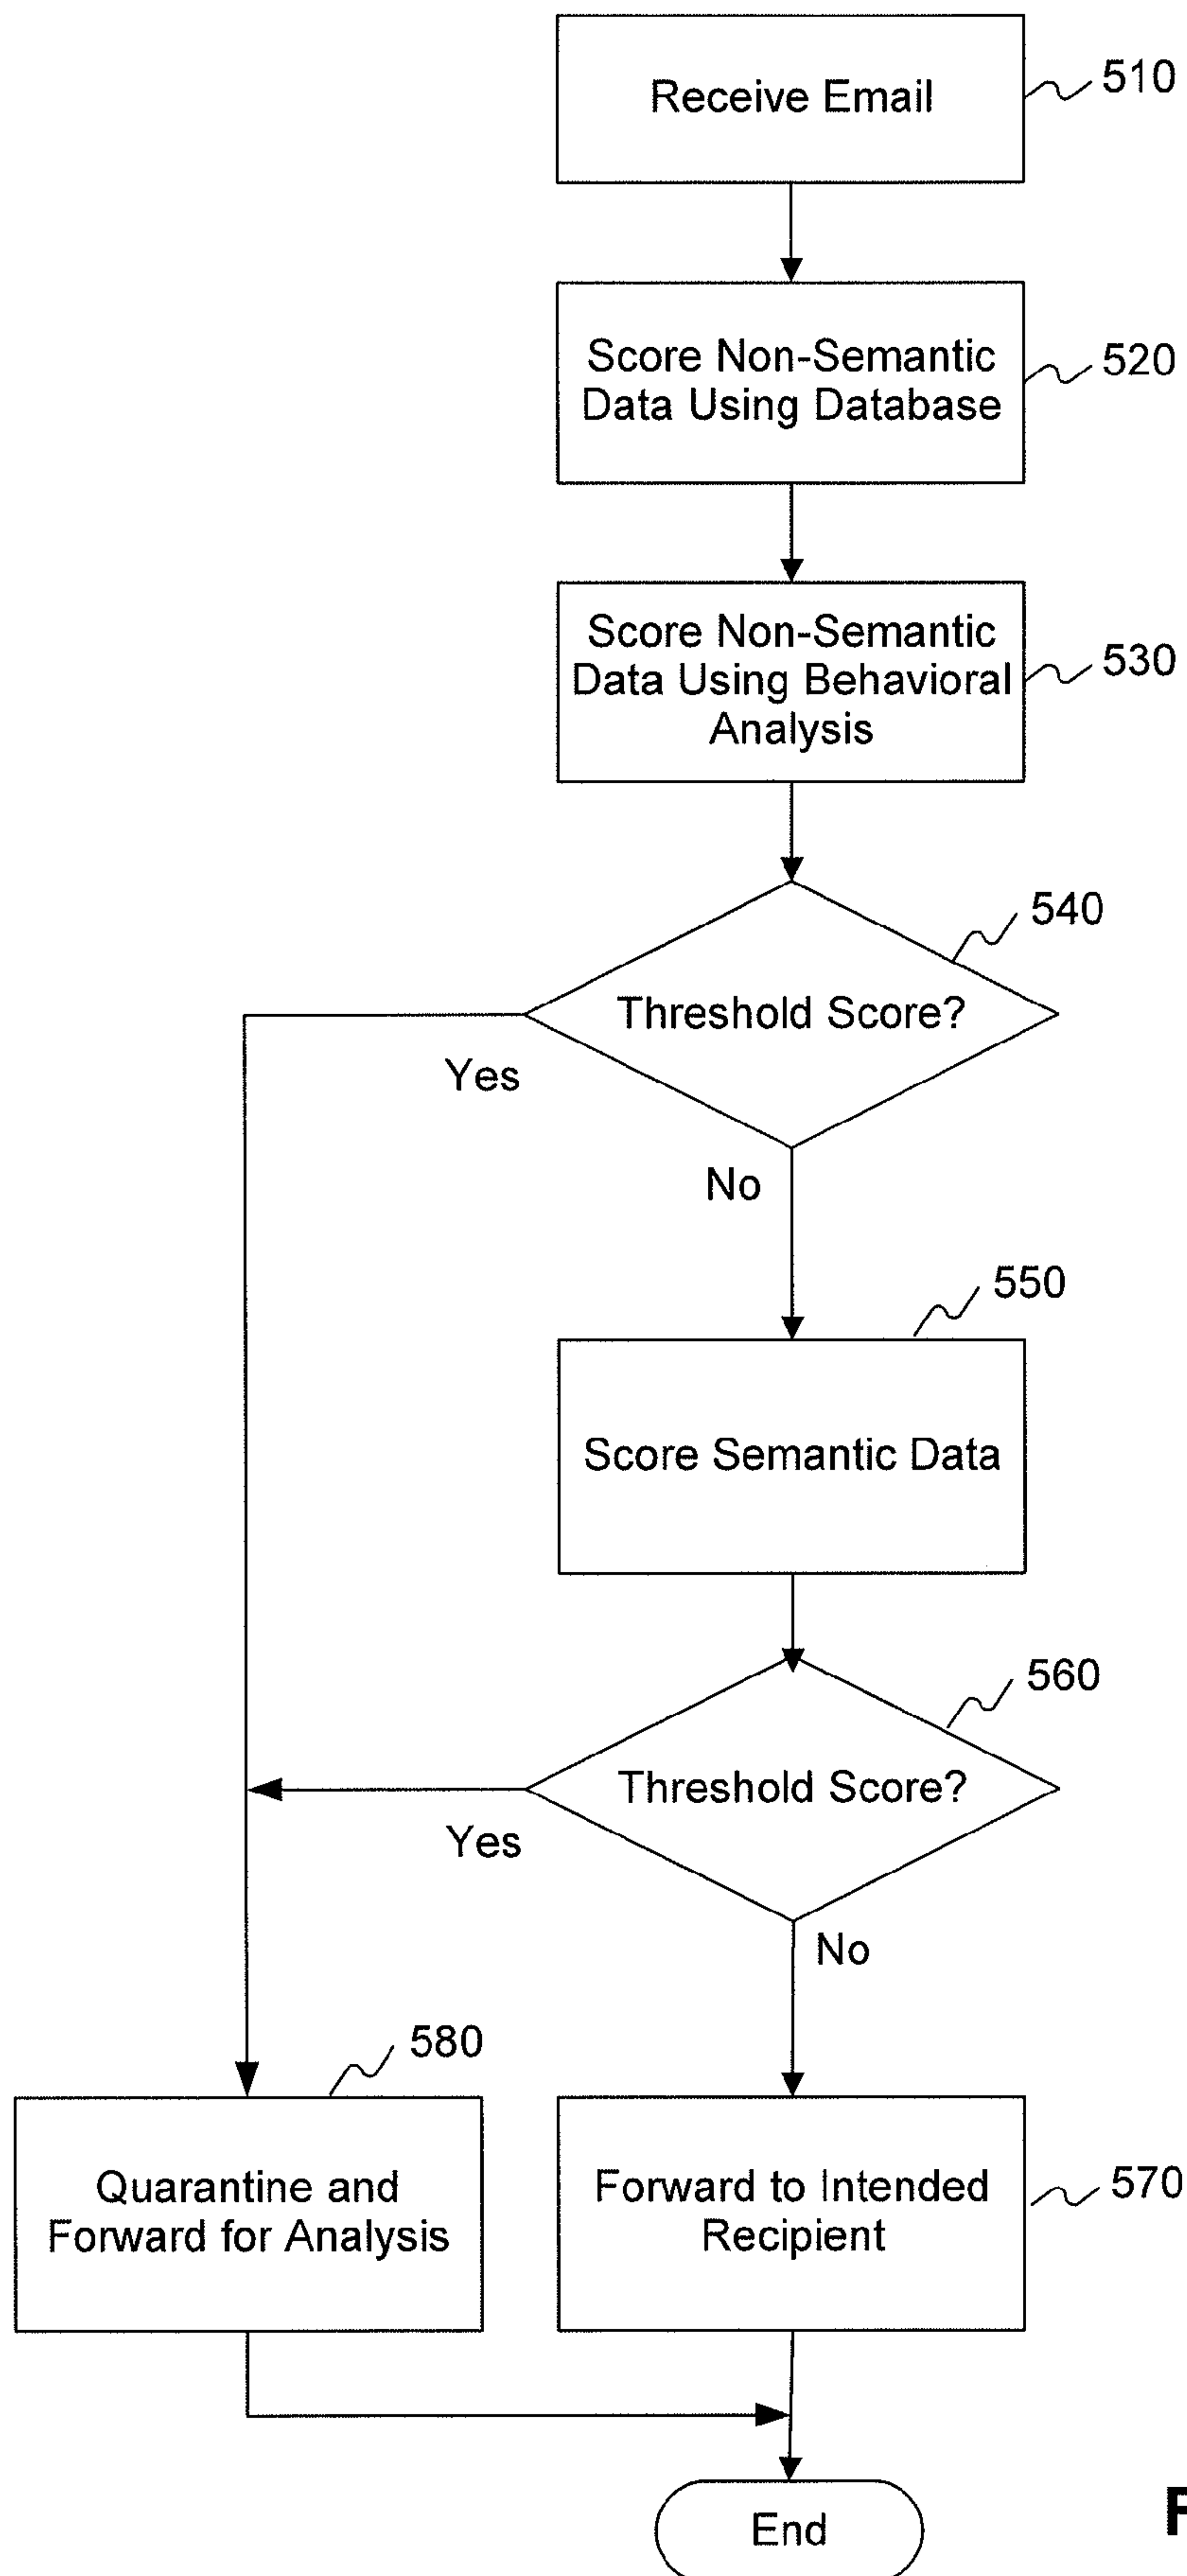 Receive Email
510
Score Non-Semantic
Data Using Database
520
Score Non-Semantic
Data Using Behavioral
Analysis
530
540
Threshold Score?
Yes
No
550
Score Semantic Data
560
Threshold Score?
Yes
No
580
Quarantine and
Forward for Analysis
Forward to Intended
Recipient
570
End